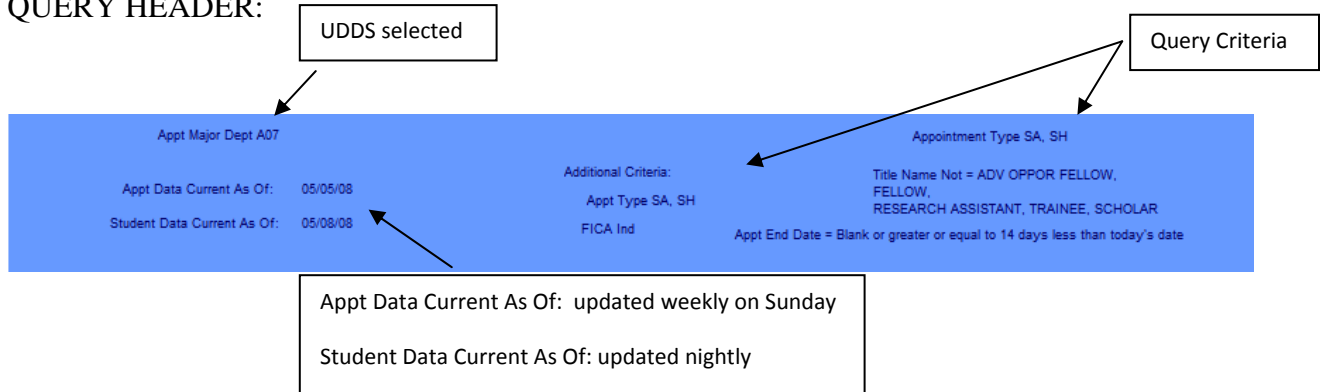 QUERY HEADER:
UDDS selected
Query Criteria
Appt Major Dept A07
Appointment Type SA, SH
Additional Criteria:
Title Name Not = ADV OPPOR FELLOW,
Appt Data Current As Of: 05/05/08
Appt Type SA, SH
FELLOW,
RESEARCH ASSISTANT, TRAINEE, SCHOLAR
Student Data Current As Of: 05/08/08
FICA Ind
Appt End Date = Blank or greater or equal to 14 days less than today's date
Appt Data Current As Of: updated weekly on Sunday
Student Data Current As Of: updated nightly